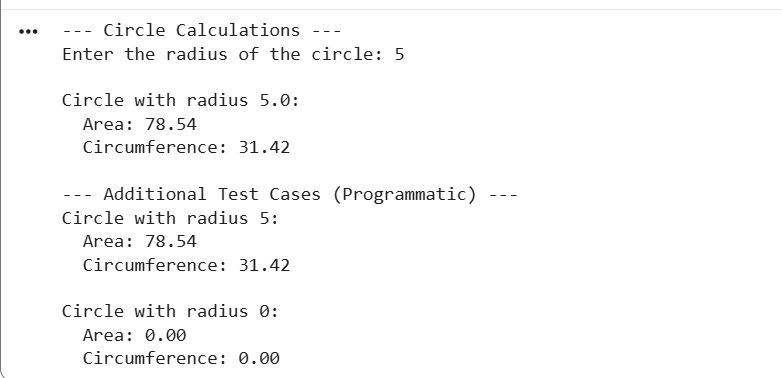 --- Circle Calculations ---
Enter the radius of the circle: 5
Circle with radius 5.0:
Area: 78.54
Circumference: 31.42
--- Additional Test Cases (Programmatic) ---
Circle with radius 5:
Area: 78.54
Circumference: 31.42
Circle with radius 0:
Area: 0.00
Circumference: 0.00